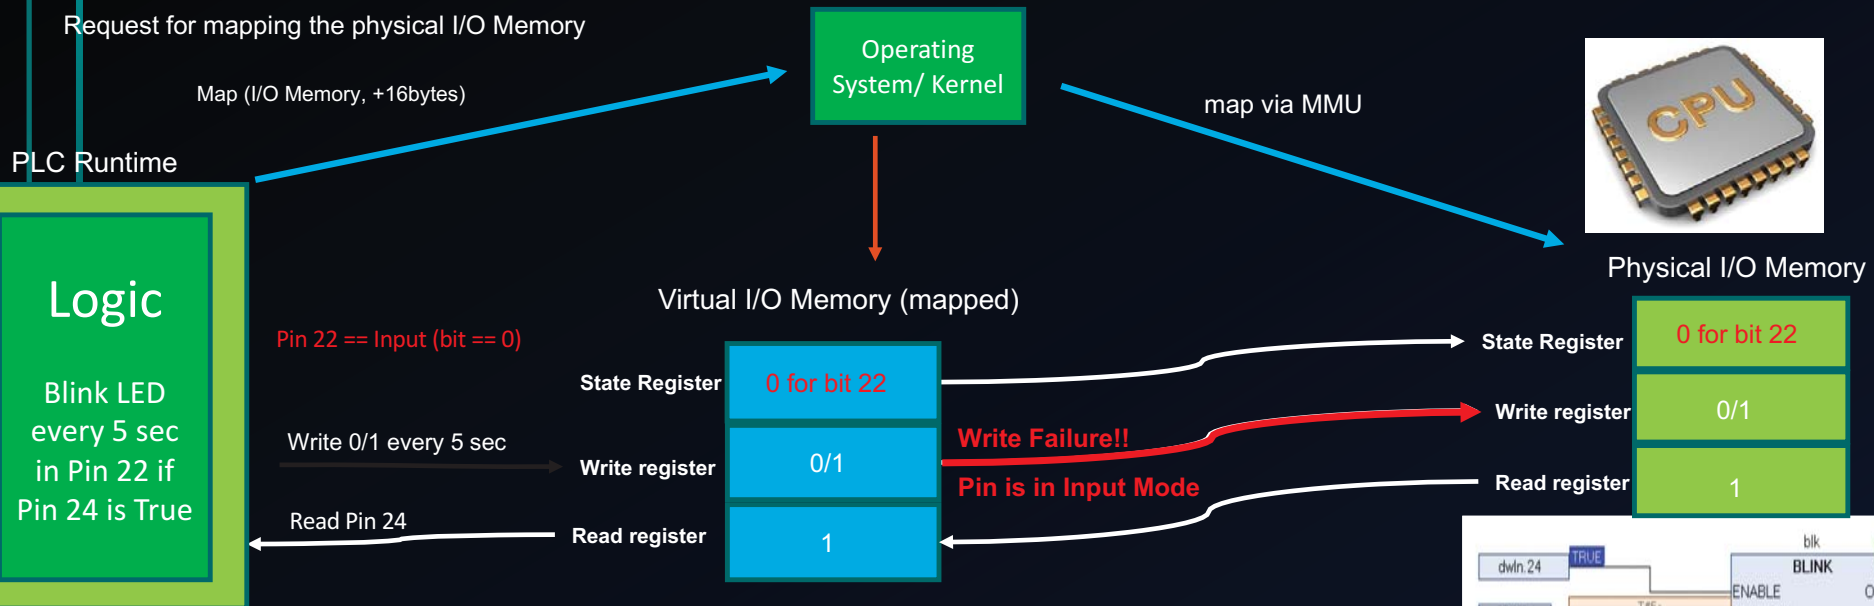 Request for mapping the physical I/O Memory
Map (I/O Memory, +16bytes)
Operating
System/ Kernel
map via MMU
CPU
PLC Runtime
Logic
Blink LED
every 5 sec
in Pin 22 if
Pin 24 is True
Pin 22 == Input (bit == 0)
Write 0/1 every 5 sec
Read Pin 24
Virtual I/O Memory (mapped)
State Register
0 for bit 22
Write register
0/1
Read register
1
Write Failure!!
Pin is in Input Mode
Physical I/O Memory
State Register
0 for bit 22
Write register
0/1
Read register
1
blk
dwIn.24
TRUE
BLINK
ENABLE